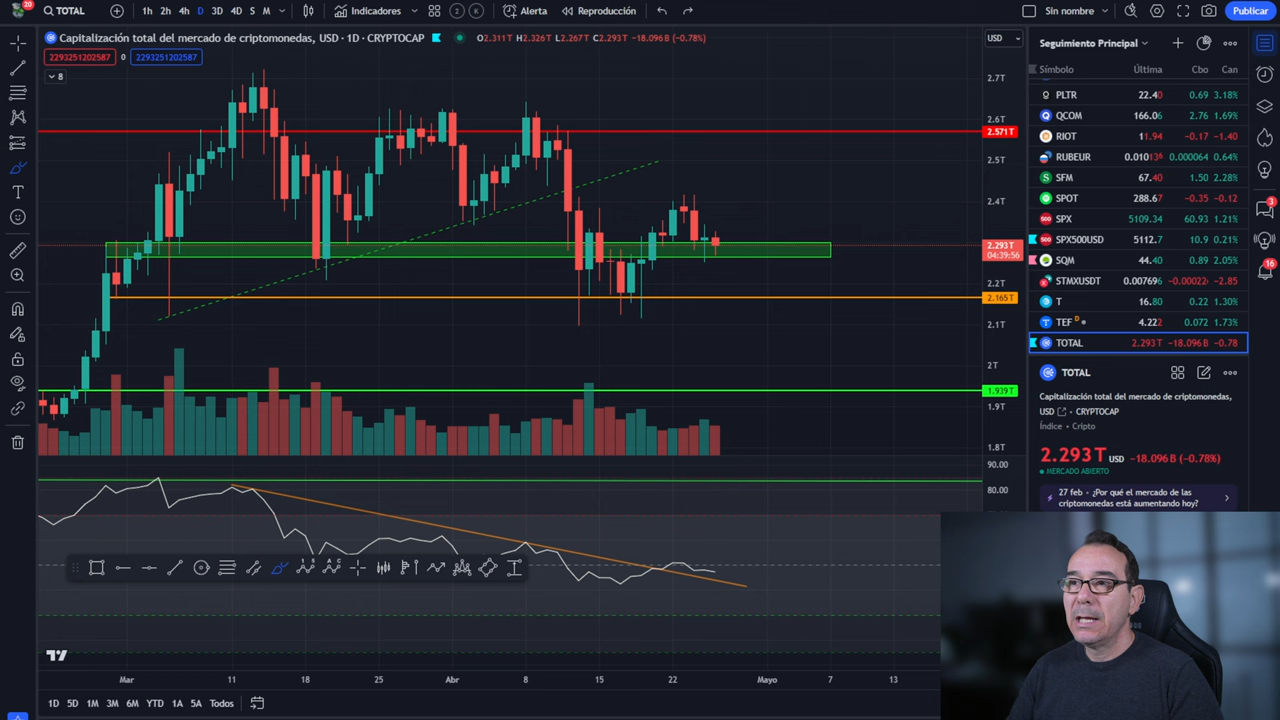 20
TOTAL
1h 2h 4h D 3D 4D S M
Indicadores
2 K
Alerta
Reproducción
Sin nombre
Publicar
Capitalización total del mercado de criptomonedas, USD · 1D · CRYPTOCAP
O2.311T H2.326T L2.267T C2.293T −18.096B (−0.78%)
2293251202587 0 2293251202587
8
USD
2.7T
2.6T
2.571T
2.5T
2.4T
2.293T
04:39:56
2.2T
2.165T
2.1T
2T
1.939T
1.9T
1.8T
90.00
80.00
Mar 11 18 25 Abr 8 15 22 Mayo 7 13
1D 5D 1M 3M 6M YTD 1A 5A Todos
Seguimiento Principal
Símbolo Última Cbo Can
PLTR 22.40 0.69 3.18%
QCOM 166.06 2.76 1.69%
RIOT 11.94 −0.17 −1.40
RUBEUR 0.010136 0.000064 0.64%
SFM 67.40 1.50 2.28%
SPOT 288.67 −0.35 −0.12
SPX 5109.34 60.93 1.21%
SPX500USD 5112.7 10.9 0.21%
SQM 44.40 0.89 2.05%
STMXUSDT 0.007696 −0.00022 −2.85
T 16.80 0.22 1.30%
TEF D 4.222 0.072 1.73%
TOTAL 2.293T −18.096B −0.78
TOTAL
Capitalización total del mercado de criptomonedas,
USD · CRYPTOCAP
Índice • Cripto
2.293T USD −18.096B (−0.78%)
MERCADO ABIERTO
27 feb • ¿Por qué el mercado de las
criptomonedas está aumentando hoy?
3
16